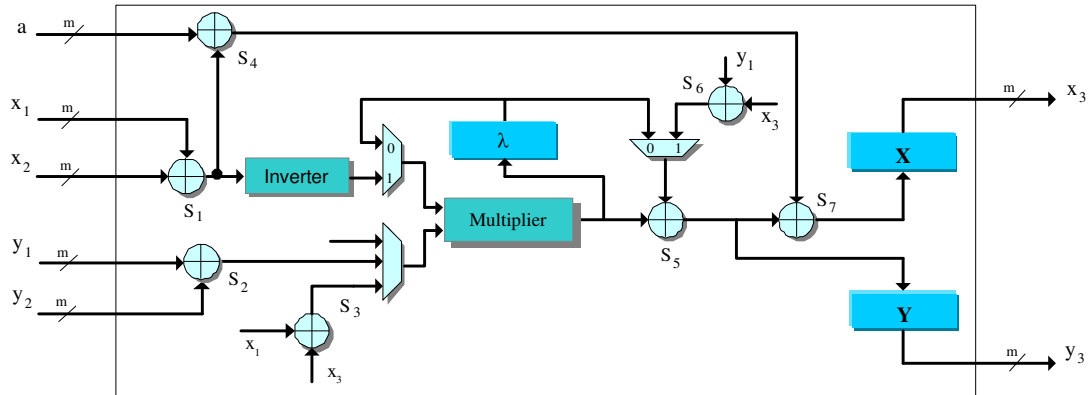 a
m
S4
y1
S6
x3
x1
m
m
x3
0
λ
0 1
X
x2
m
1
Inverter
S1
Multiplier
S7
S5
y1
m
S2
y2
m
S3
Y
x1
x3
m
y3